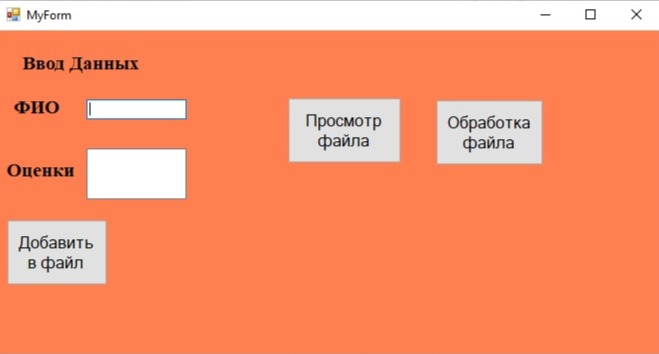 MyForm
Ввод Данных
ФИО
Оценки
Добавить
в файл
Просмотр
файла
Обработка
файла